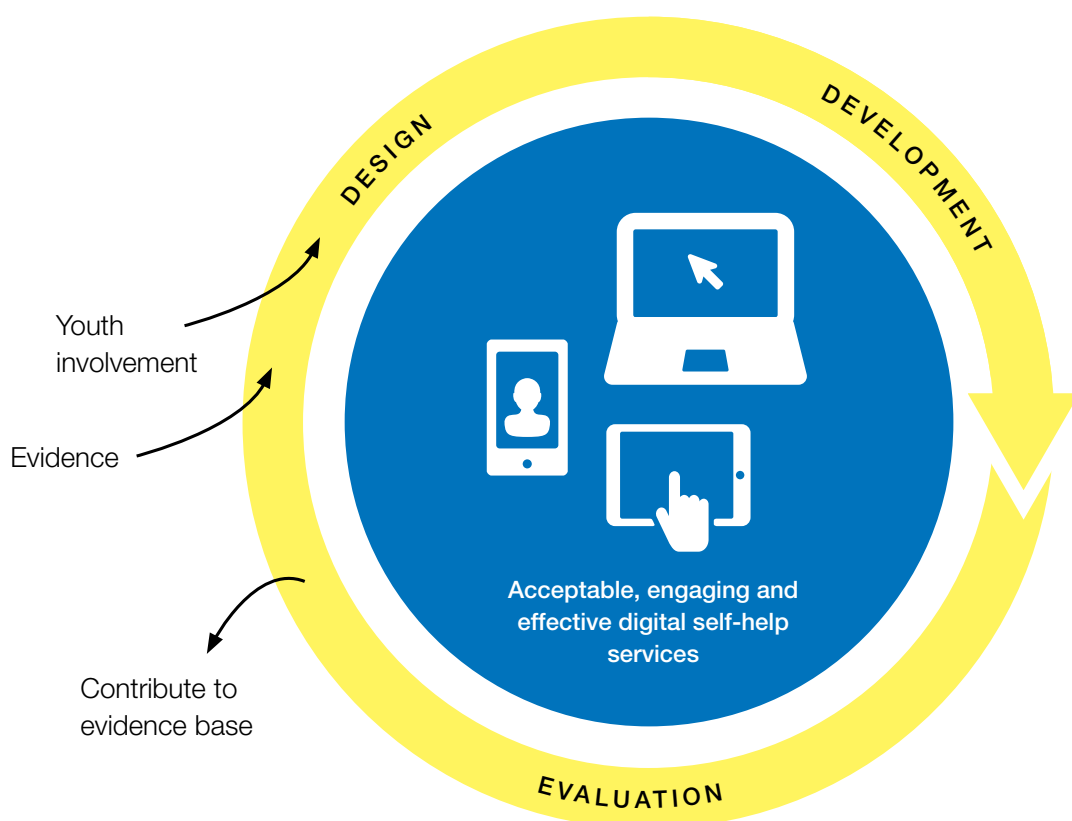 DESIGN
DEVELOPMENT
Youth
involvement
Evidence
Acceptable, engaging and
effective digital self-help
services
Contribute to
evidence base
EVALUATION